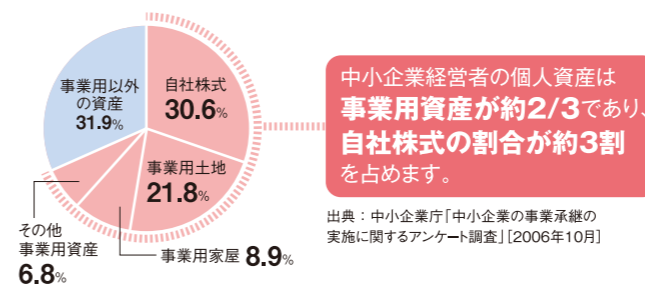 事業用以外
の資産
31.9%
自社株式
30.6%
事業用土地
21.8%
その他
事業用資産
6.8%
事業用家屋 8.9%
中小企業経営者の個人資産は
事業用資産が約2/3であり、
自社株式の割合が約3割
を占めます。
出典：中小企業庁「中小企業の事業承継の
実施に関するアンケート調査」［2006年10月］